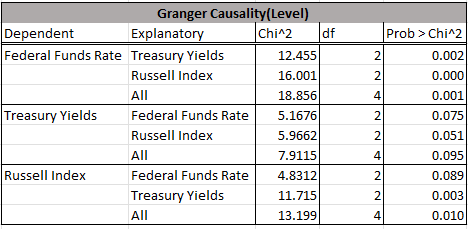 Granger Causality(Level)
Dependent Explanatory Chi^2 df Prob > Chi^2
Federal Funds Rate Treasury Yields 12.455 2 0.002
Russell Index 16.001 2 0.000
All 18.856 4 0.001
Treasury Yields Federal Funds Rate 5.1676 2 0.075
Russell Index 5.9662 2 0.051
All 7.9115 4 0.095
Russell Index Federal Funds Rate 4.8312 2 0.089
Treasury Yields 11.715 2 0.003
All 13.199 4 0.010